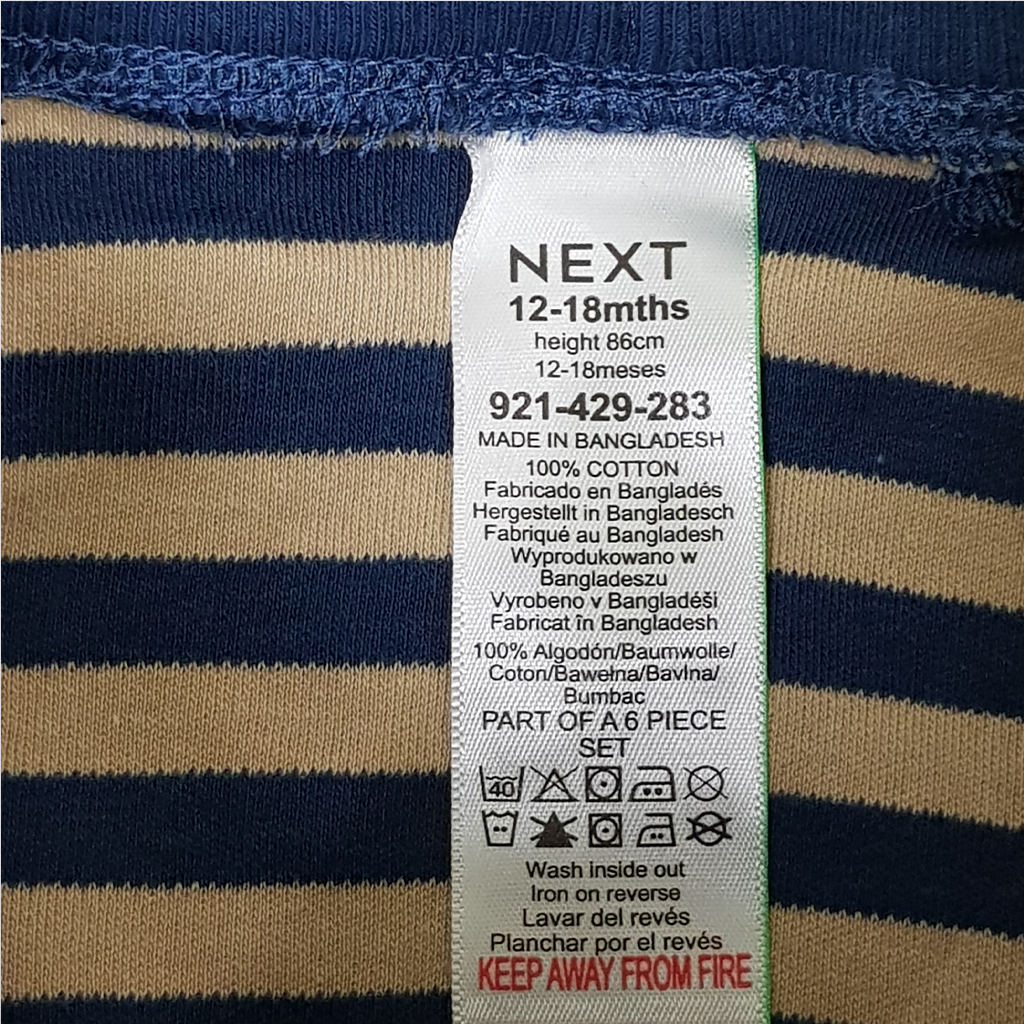 NEXT
12-18mths
height 86cm
12-18meses
921-429-283
MADE IN BANGLADESH
100% COTTON
Fabricado en Bangladés
Hergestellt in Bangladesch
Fabriqué au Bangladesh
Wyprodukowano w
Bangladeszu
Vyrobeno v Bangladéši
Fabricat în Bangladesh
100% Algodón/Baumwolle/
Coton/Bawełna/Bavlna/
Bumbac
PART OF A 6 PIECE
SET
40
Wash inside out
Iron on reverse
Lavar del revés
Planchar por el revés
KEEP AWAY FROM FIRE